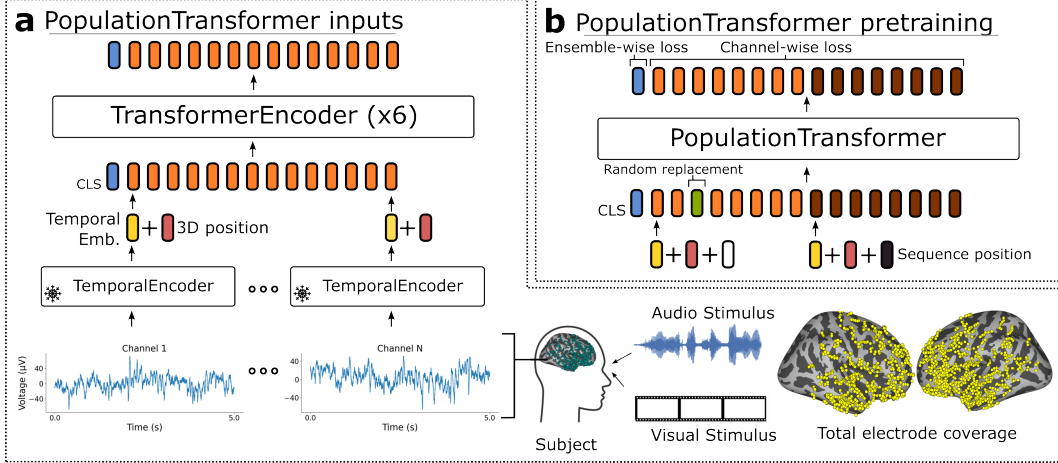 a PopulationTransformer inputs
TransformerEncoder (x6)
CLS
Temporal
Emb.
+
3D position
+
TemporalEncoder
TemporalEncoder
Channel 1
Channel N
Voltage (μV)
40
0
−40
0.0
5.0
Time (s)
40
0
−40
0.0
5.0
Time (s)
b PopulationTransformer pretraining
Ensemble-wise loss
Channel-wise loss
PopulationTransformer
Random replacement
CLS
+ +
+ +
Sequence position
Subject
Audio Stimulus
Visual Stimulus
Total electrode coverage